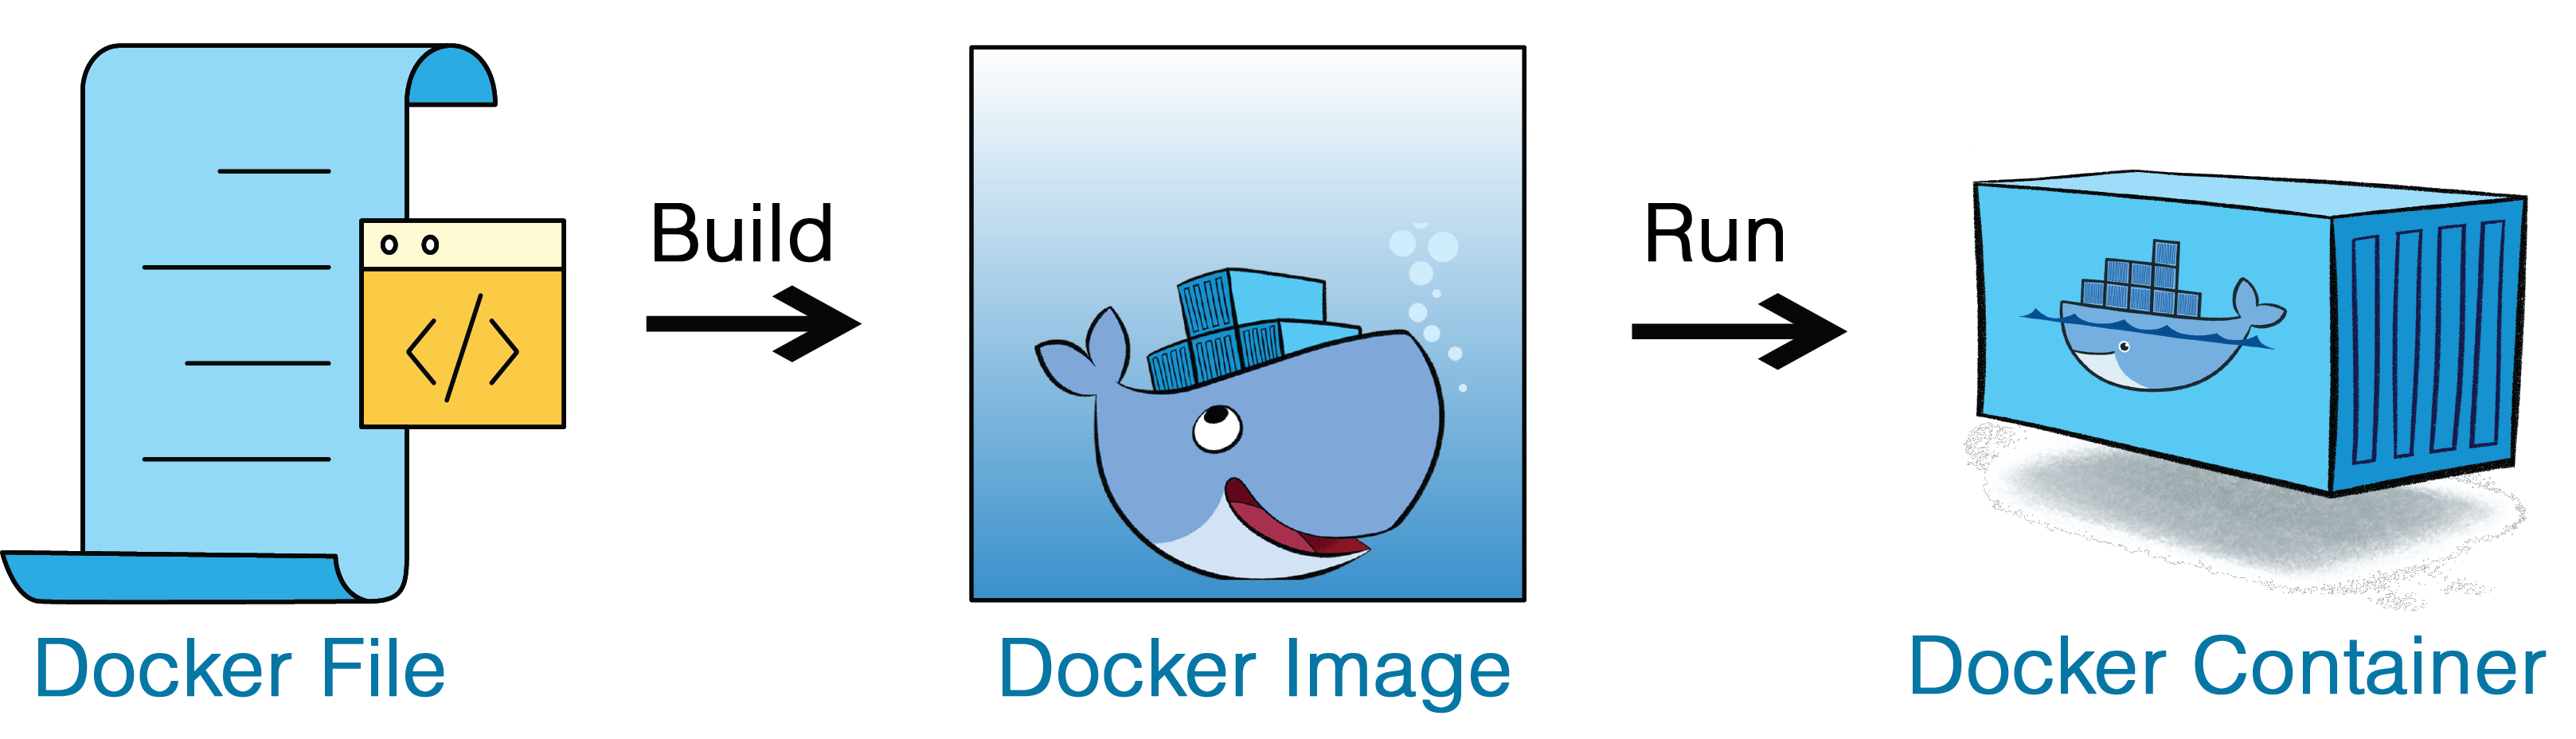 Build
Run
</>
Docker File
Docker Image
Docker Container